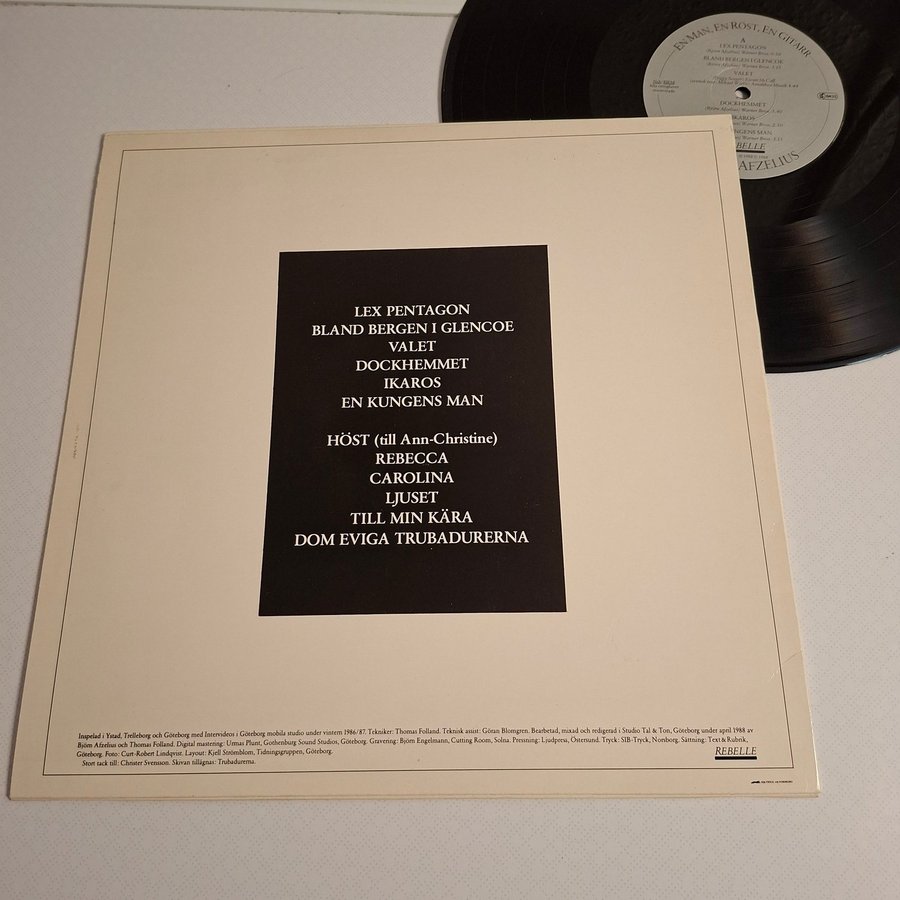 EN MAN, EN RÖST, EN GITARR
A
LEX PENTAGON
BLAND BERGEN I GLENCOE
VALET
DOCKHEMMET
IKAROS
NGENS MAN
EBELLE
AFZELIUS
LEX PENTAGON
BLAND BERGEN I GLENCOE
VALET
DOCKHEMMET
IKAROS
EN KUNGENS MAN
HÖST (till Ann-Christine)
REBECCA
CAROLINA
LJUSET
TILL MIN KÄRA
DOM EVIGA TRUBADURERNA
Inspelad i Ystad, Trelleborg och Göteborg med Intervideos i Göteborg mobila studio under vintern 1986/87. Tekniker: Thomas Folland. Teknisk assist: Göran Blomgren. Bearbetad, mixad och redigerad i Studio Tal & Ton, Göteborg under april 1988 av
Björn Afzelius och Thomas Folland. Digital mastering: Urmas Plunt, Gothenburg Sound Studios, Göteborg. Gravering: Björn Engelmann, Cutting Room, Solna. Pressning: Ljudpress, Östersund. Tryck: SIB-Tryck, Norrborg. Sättning: Text & Rubrik,
Göteborg. Foto: Curt-Robert Lindqvist. Layout: Kjell Strömblom, Tidningsgruppen, Göteborg.
Stort tack till: Christer Svensson. Skivan tillägnas: Trubadurerna.
REBELLE